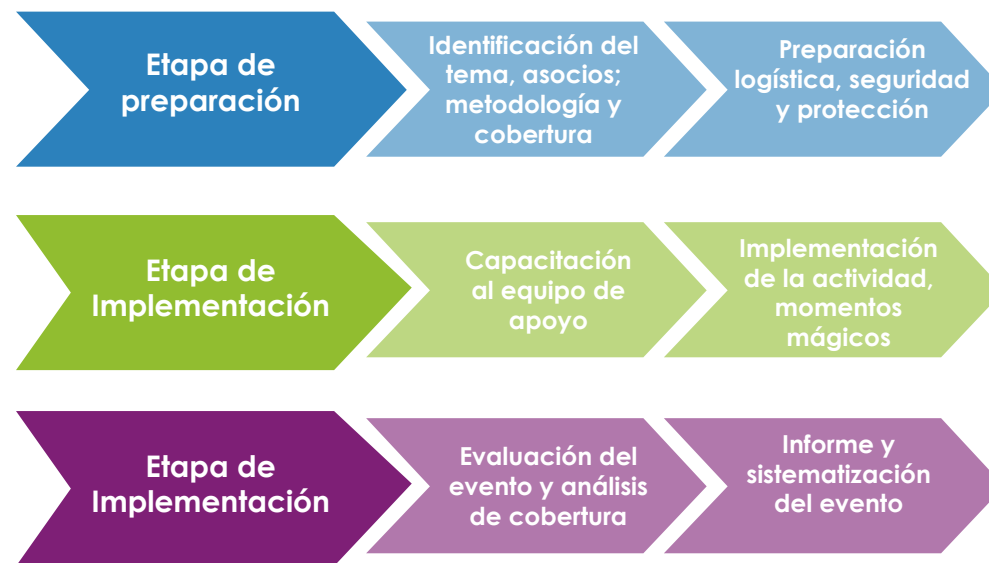 Etapa de
preparación
Identificación del
tema, asocios;
metodología y
cobertura
Preparación
logística, seguridad
y protección
Etapa de
Implementación
Capacitación
al equipo de
apoyo
Implementación
de la actividad,
momentos
mágicos
Etapa de
Implementación
Evaluación del
evento y análisis
de cobertura
Informe y
sistematización
del evento